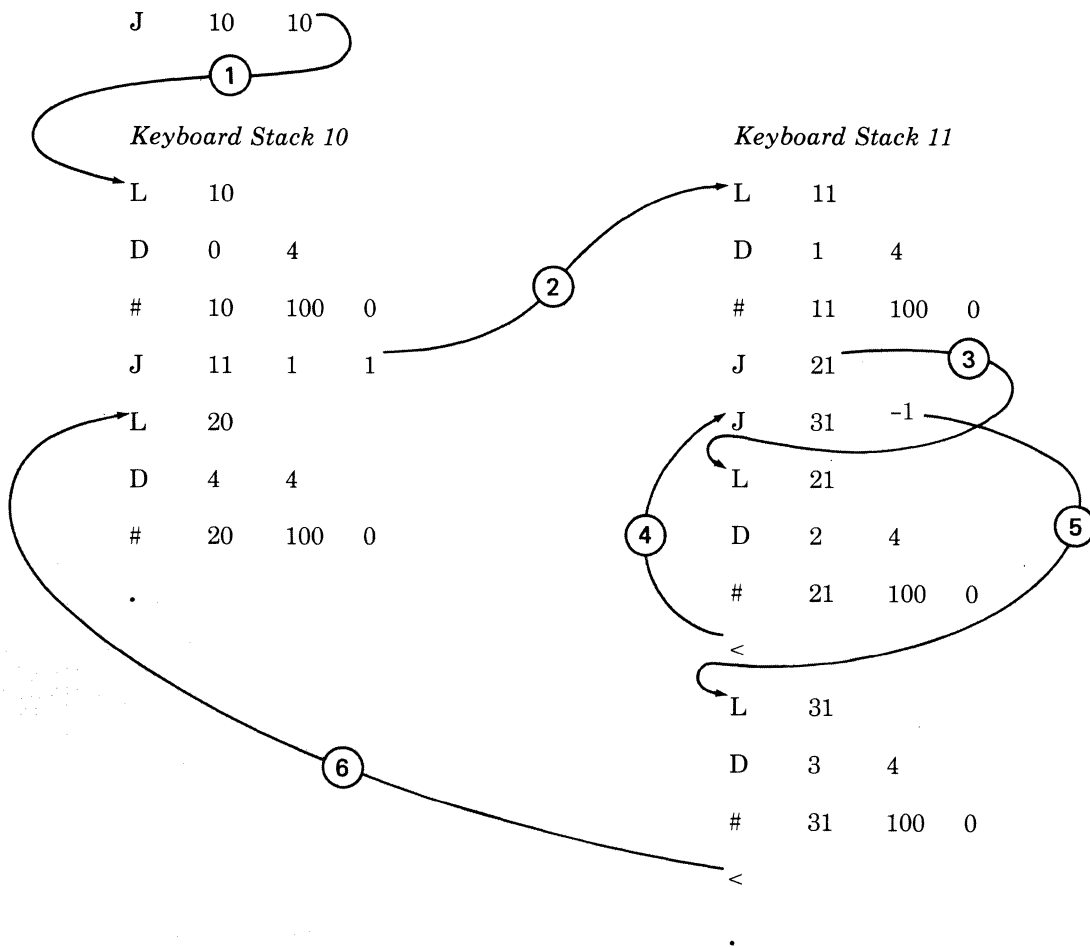 J 10 10
1
Keyboard Stack 10
L 10
D 0 4
# 10 100 0
J 11 1 1
L 20
D 4 4
# 20 100 0
.
2
Keyboard Stack 11
L 11
D 1 4
# 11 100 0
J 21
3
J 31 -1
L 21
D 2 4
4
5
# 21 100 0
<
L 31
D 3 4
6
# 31 100 0
<
.